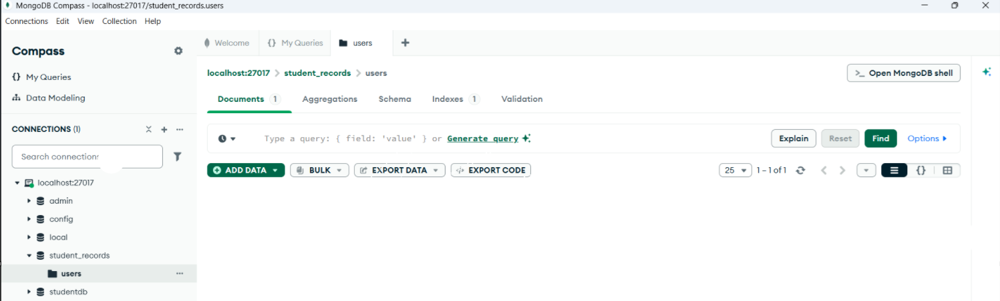 MongoDB Compass - localhost:27017/student_records.users
Connections Edit View Collection Help
Compass
{} My Queries
Data Modeling
CONNECTIONS (1)
Search connections
localhost:27017
admin
config
local
student_records
users
studentdb
Welcome {} My Queries users
localhost:27017 > student_records > users
>_ Open MongoDB shell
Documents 1 Aggregations Schema Indexes 1 Validation
Type a query: { field: 'value' } or Generate query
Explain Reset Find Options
ADD DATA BULK EXPORT DATA EXPORT CODE
25 1 – 1 of 1 {}